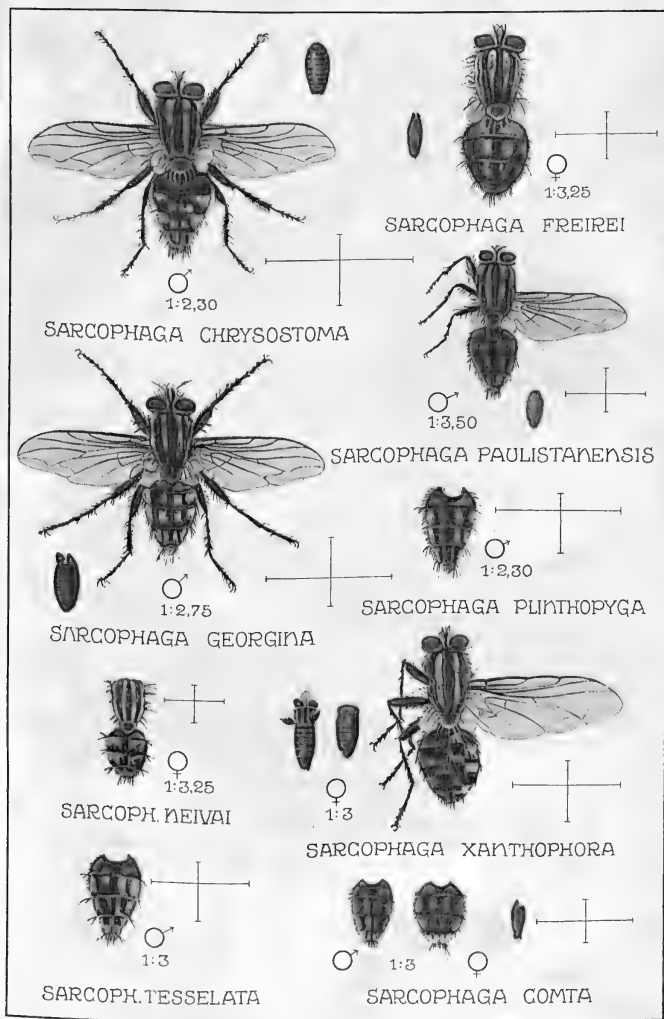 ♂
1:2,30
SARCOPHAGA CHRYSOSTOMA
♀
1:3,25
SARCOPHAGA FREIREI
♂
1:3,50
SARCOPHAGA PAULISTANENSIS
♂
1:2,75
SARCOPHAGA GEORGINA
♂
1:2,30
SARCOPHAGA PLINTHOPYGA
♀
1:3,25
SARCOPH. NEIVAI
♀
1:3
SARCOPHAGA XANTHOPHORA
♂
1:3
SARCOPH. TESSELATA
♂ 1:3 ♀
SARCOPHAGA COMTA